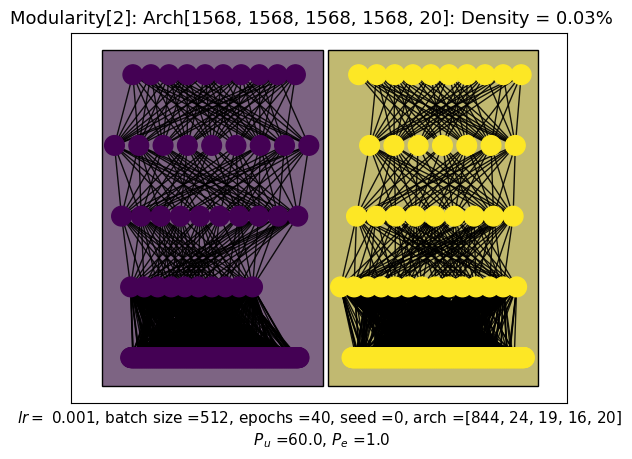 Modularity[2]: Arch[1568, 1568, 1568, 1568, 20]: Density = 0.03%
lr = 0.001, batch size =512, epochs =40, seed =0, arch =[844, 24, 19, 16, 20]
P_u =60.0, P_e =1.0